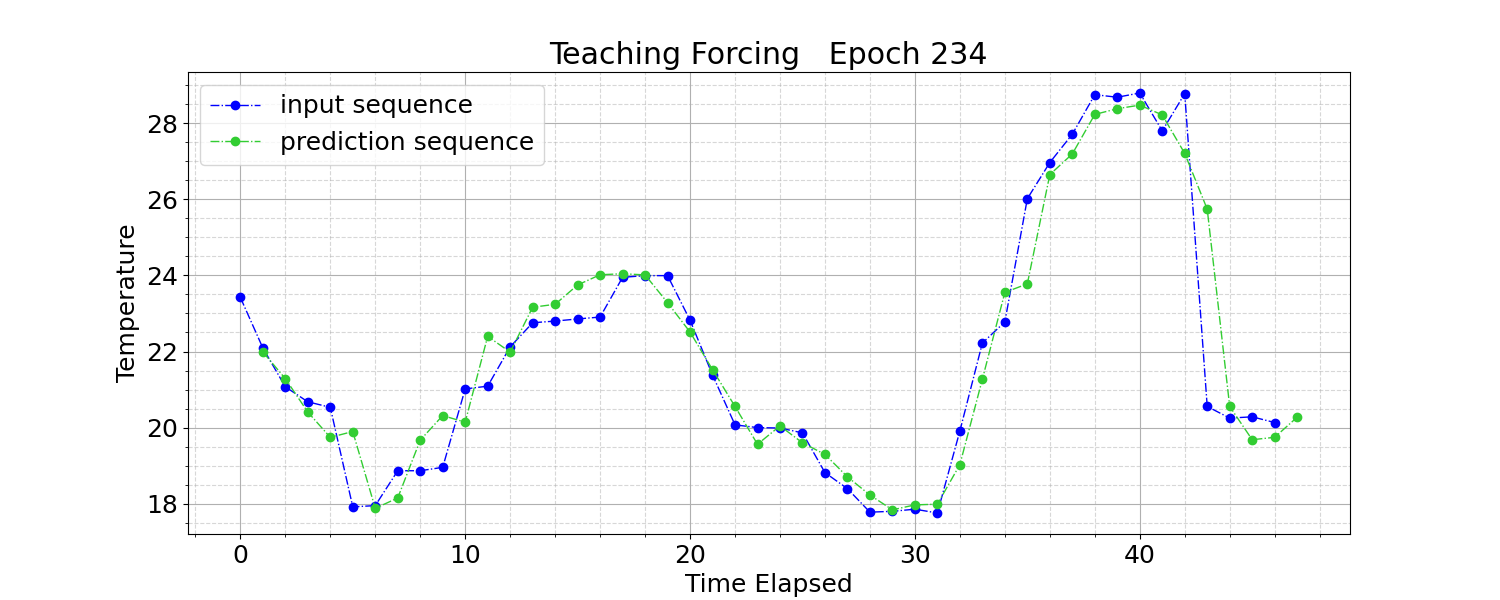 Teaching Forcing   Epoch 234
input sequence
prediction sequence
Temperature
28
26
24
22
20
18
0 10 20 30 40
Time Elapsed